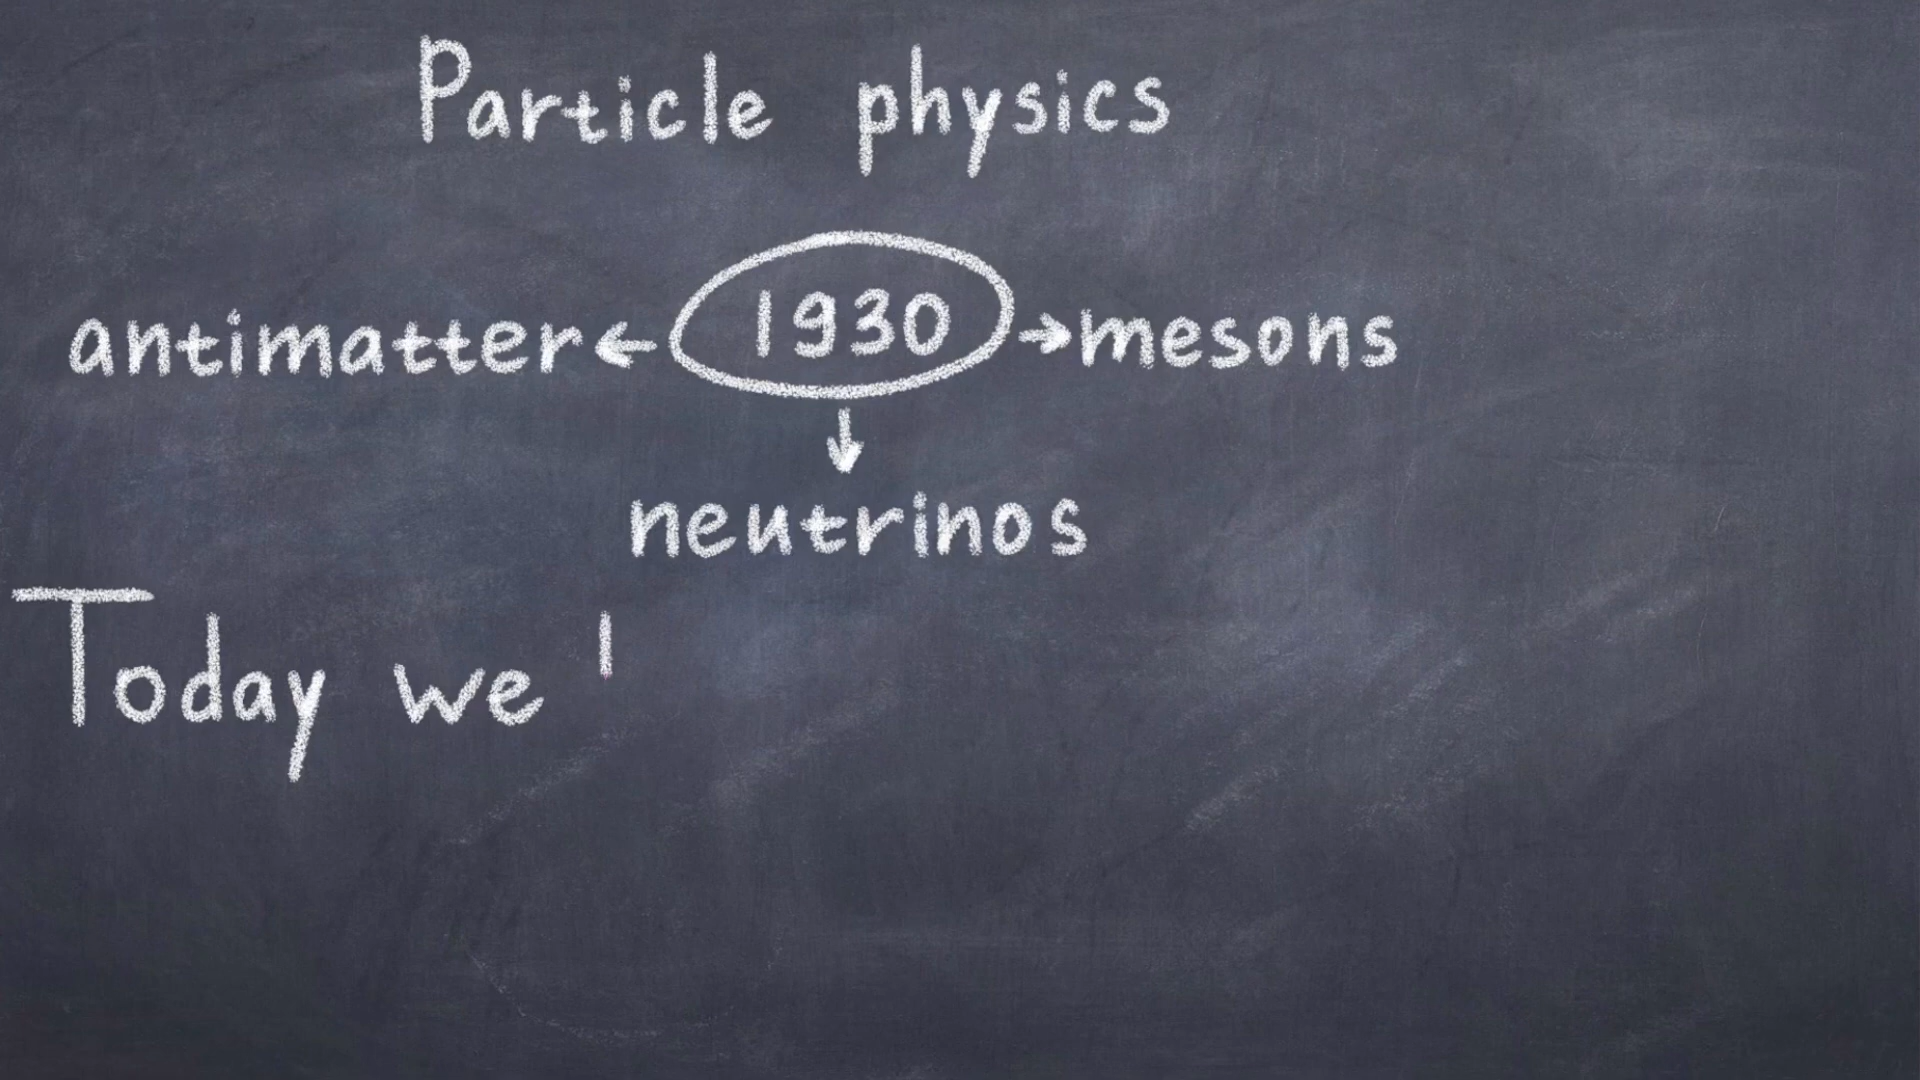 Particle physics
antimatter ← 1930 → mesons
↓
neutrinos
Today we